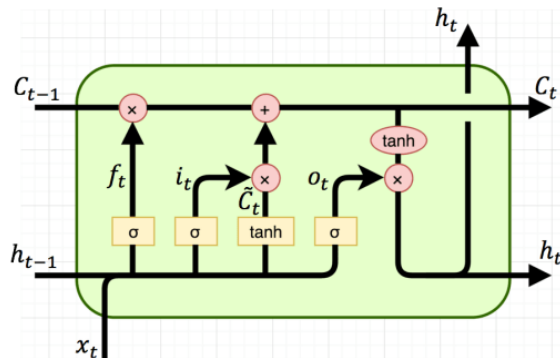 h_t
C_{t-1} × + C_t
tanh
f_t i_t × o_t ×
C̃_t
σ σ tanh σ
h_{t-1} h_t
x_t